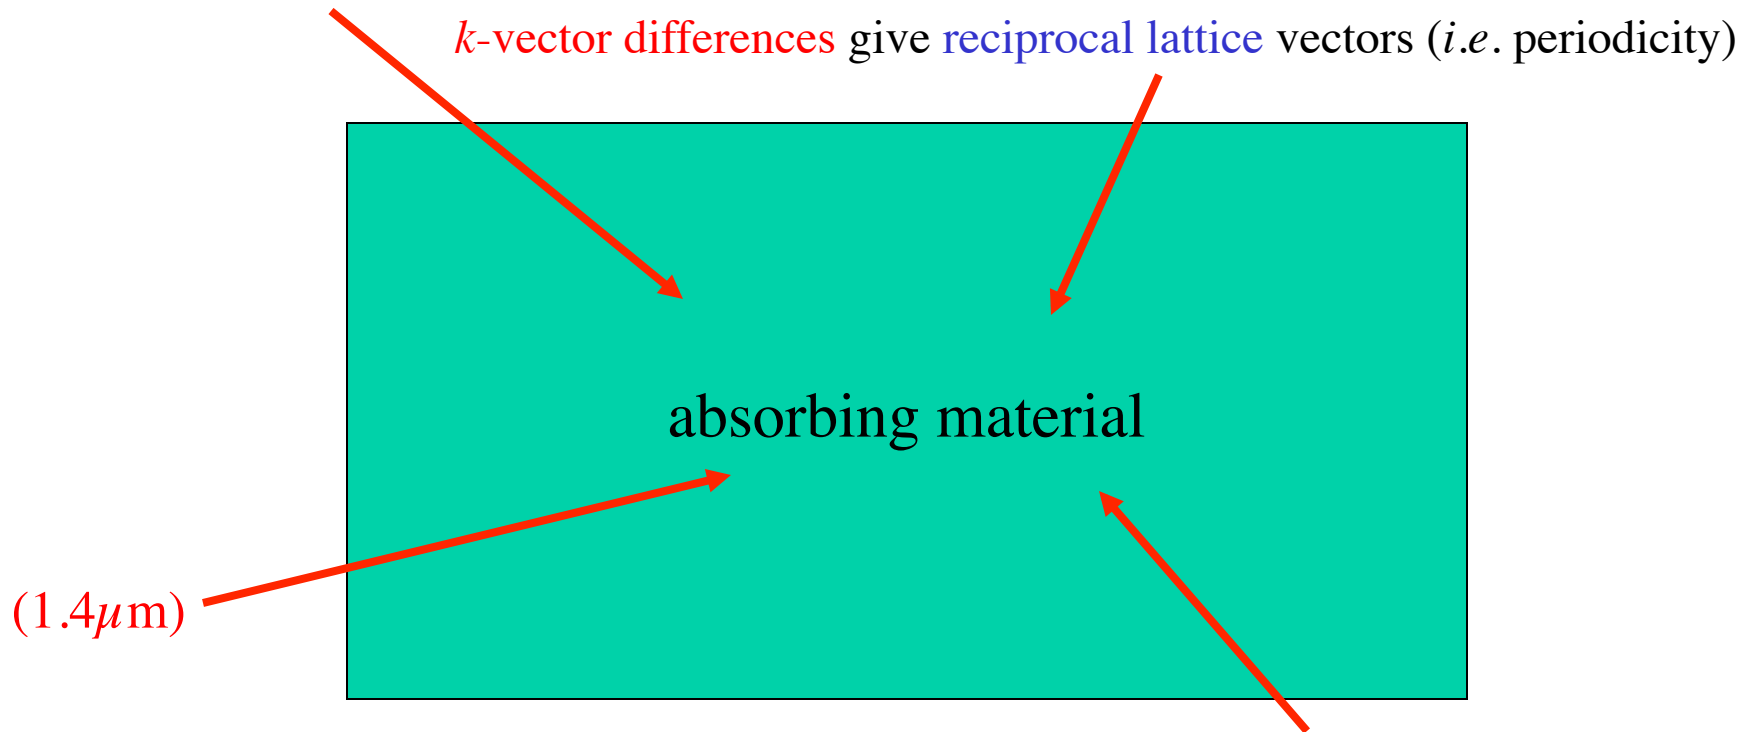 k-vector differences give reciprocal lattice vectors (i.e. periodicity)
absorbing material
(1.4μm)